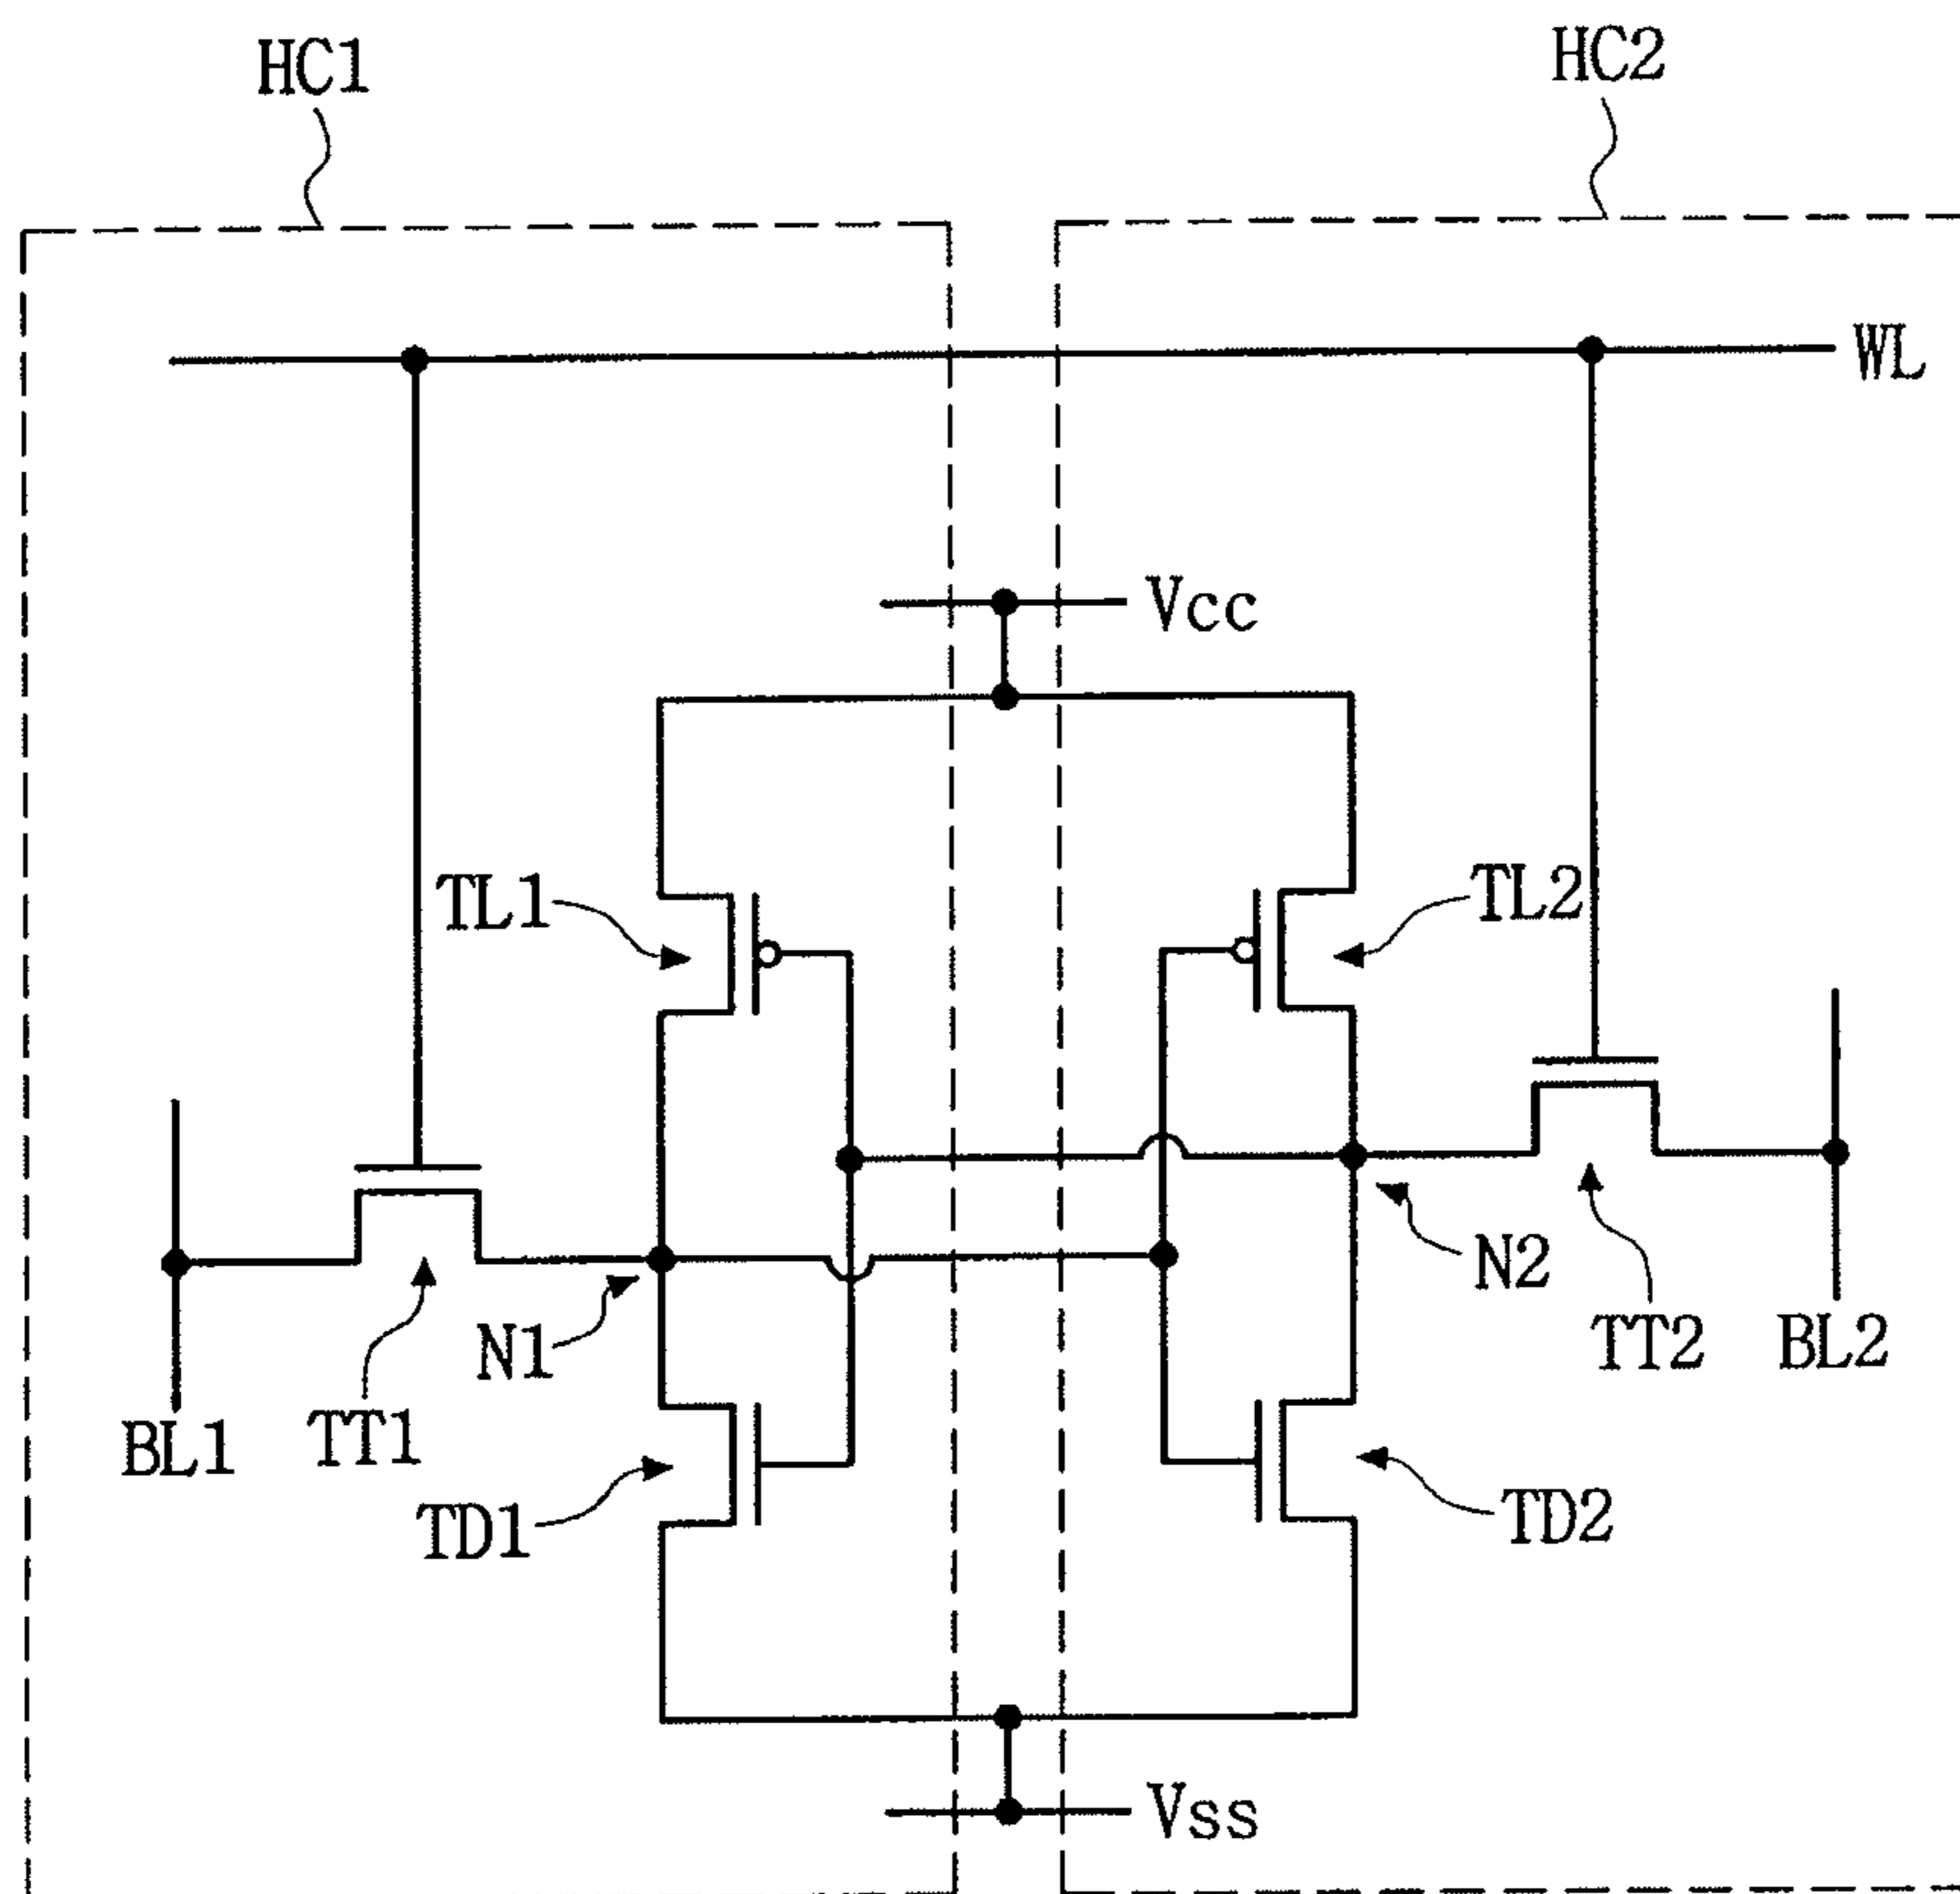 HC1
HC2
WL
Vcc
TL1
TL2
N1
N2
TT1
TT2
BL1
BL2
TD1
TD2
Vss